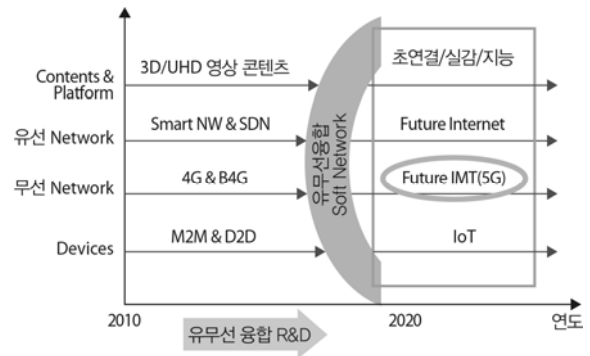 3D/UHD 영상 콘텐츠
초연결/실감/지능
Contents &
Platform
Smart NW & SDN
Future Internet
유선 Network
유무선융합
Soft Network
4G & B4G
Future IMT(5G)
무선 Network
M2M & D2D
IoT
Devices
2010
2020
연도
유무선 융합 R&D